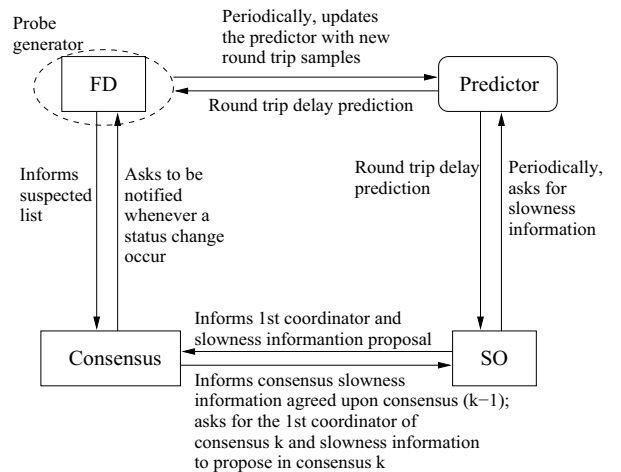 Probe
generator
Periodically, updates
the predictor with new
round trip samples
FD
Predictor
Round trip delay prediction
Informs
suspected
list
Asks to be
notified
whenever a
status change
occur
Round trip delay
prediction
Periodically,
asks for
slowness
information
Informs 1st coordinator and
slowness informantion proposal
Consensus
SO
Informs consensus slowness
information agreed upon consensus (k−1);
asks for the 1st coordinator of
consensus k and slowness information
to propose in consensus k